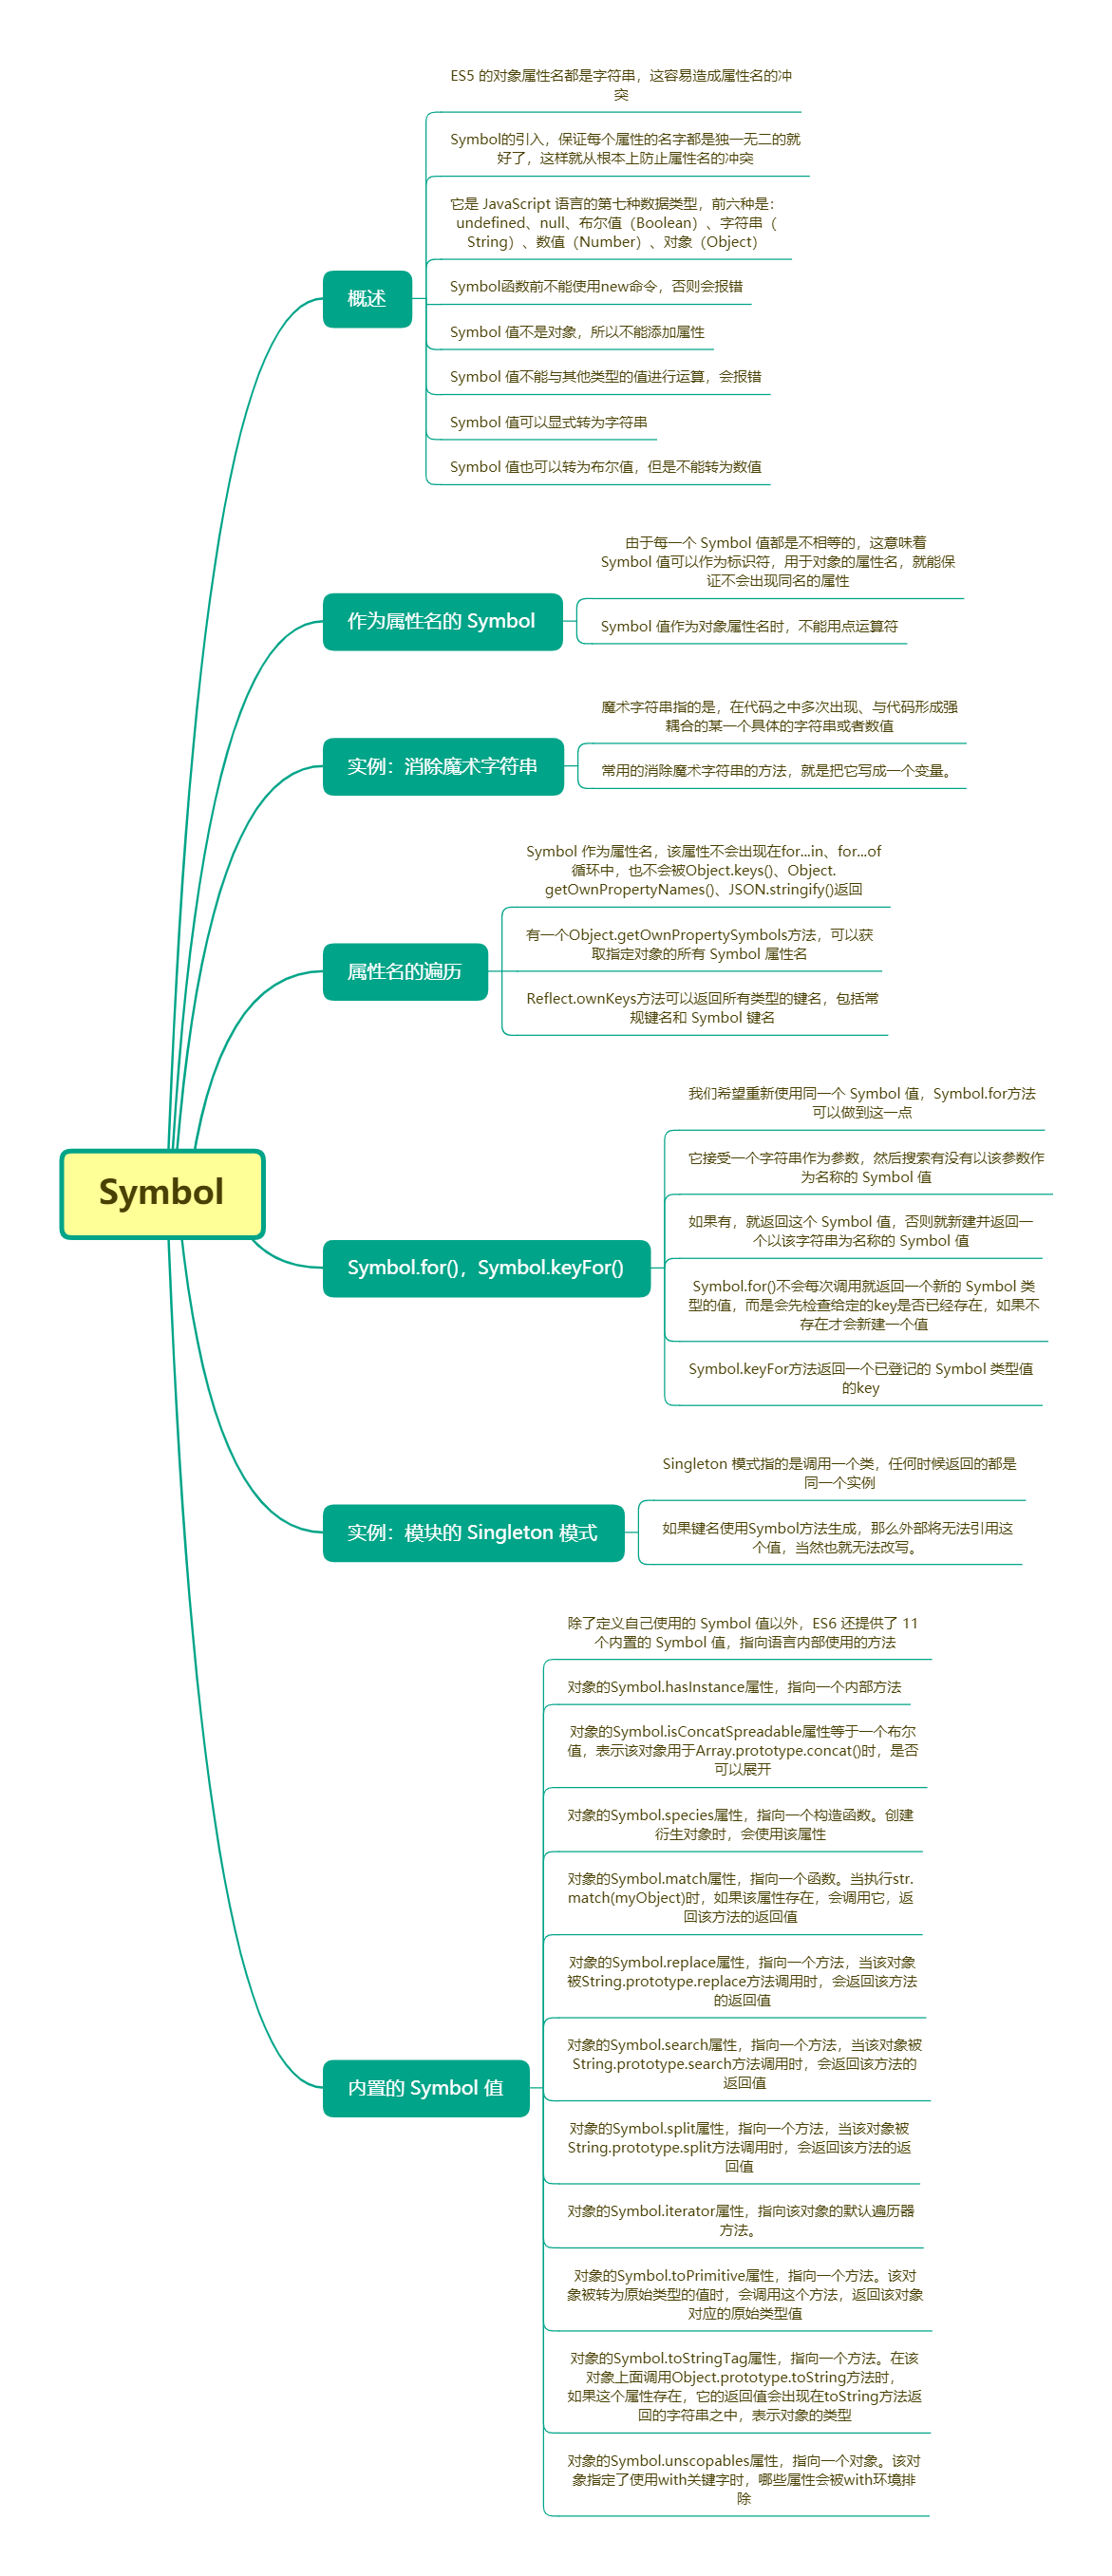 ES5 的对象属性名都是字符串，这容易造成属性名的冲
突
Symbol的引入，保证每个属性的名字都是独一无二的就
好了，这样就从根本上防止属性名的冲突
它是 JavaScript 语言的第七种数据类型，前六种是：
undefined、null、布尔值（Boolean）、字符串（
String）、数值（Number）、对象（Object）
概述
Symbol函数前不能使用new命令，否则会报错
Symbol 值不是对象，所以不能添加属性
Symbol 值不能与其他类型的值进行运算，会报错
Symbol 值可以显式转为字符串
Symbol 值也可以转为布尔值，但是不能转为数值
由于每一个 Symbol 值都是不相等的，这意味着
Symbol 值可以作为标识符，用于对象的属性名，就能保
证不会出现同名的属性
作为属性名的 Symbol
Symbol 值作为对象属性名时，不能用点运算符
魔术字符串指的是，在代码之中多次出现、与代码形成强
耦合的某一个具体的字符串或者数值
实例：消除魔术字符串
常用的消除魔术字符串的方法，就是把它写成一个变量。
Symbol 作为属性名，该属性不会出现在for...in、for...of
循环中，也不会被Object.keys()、Object.
getOwnPropertyNames()、JSON.stringify()返回
属性名的遍历
有一个Object.getOwnPropertySymbols方法，可以获
取指定对象的所有 Symbol 属性名
Reflect.ownKeys方法可以返回所有类型的键名，包括常
规键名和 Symbol 键名
Symbol
我们希望重新使用同一个 Symbol 值，Symbol.for方法
可以做到这一点
它接受一个字符串作为参数，然后搜索有没有以该参数作
为名称的 Symbol 值
如果有，就返回这个 Symbol 值，否则就新建并返回一
个以该字符串为名称的 Symbol 值
Symbol.for()，Symbol.keyFor()
Symbol.for()不会每次调用就返回一个新的 Symbol 类
型的值，而是会先检查给定的key是否已经存在，如果不
存在才会新建一个值
Symbol.keyFor方法返回一个已登记的 Symbol 类型值
的key
Singleton 模式指的是调用一个类，任何时候返回的都是
同一个实例
实例：模块的 Singleton 模式
如果键名使用Symbol方法生成，那么外部将无法引用这
个值，当然也就无法改写。
除了定义自己使用的 Symbol 值以外，ES6 还提供了 11
个内置的 Symbol 值，指向语言内部使用的方法
对象的Symbol.hasInstance属性，指向一个内部方法
对象的Symbol.isConcatSpreadable属性等于一个布尔
值，表示该对象用于Array.prototype.concat()时，是否
可以展开
对象的Symbol.species属性，指向一个构造函数。创建
衍生对象时，会使用该属性
对象的Symbol.match属性，指向一个函数。当执行str.
match(myObject)时，如果该属性存在，会调用它，返
回该方法的返回值
对象的Symbol.replace属性，指向一个方法，当该对象
被String.prototype.replace方法调用时，会返回该方法
的返回值
对象的Symbol.search属性，指向一个方法，当该对象被
String.prototype.search方法调用时，会返回该方法的
返回值
内置的 Symbol 值
对象的Symbol.split属性，指向一个方法，当该对象被
String.prototype.split方法调用时，会返回该方法的返
回值
对象的Symbol.iterator属性，指向该对象的默认遍历器
方法。
对象的Symbol.toPrimitive属性，指向一个方法。该对
象被转为原始类型的值时，会调用这个方法，返回该对象
对应的原始类型值
对象的Symbol.toStringTag属性，指向一个方法。在该
对象上面调用Object.prototype.toString方法时，
如果这个属性存在，它的返回值会出现在toString方法返
回的字符串之中，表示对象的类型
对象的Symbol.unscopables属性，指向一个对象。该对
象指定了使用with关键字时，哪些属性会被with环境排
除